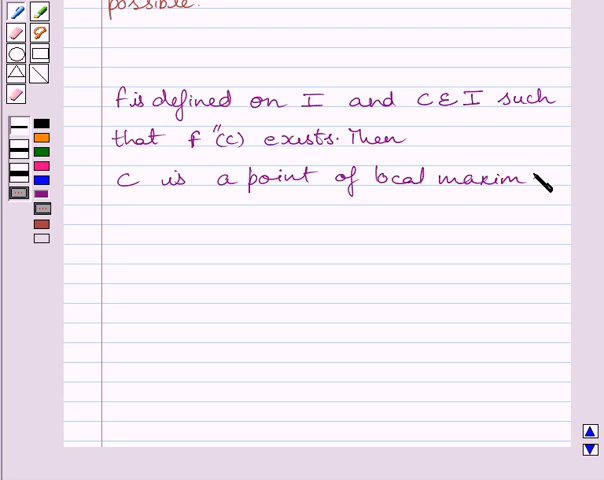 possible.
f is defined on I and C ε I such
that f "(c) exists. Then
C is a point of local maxim